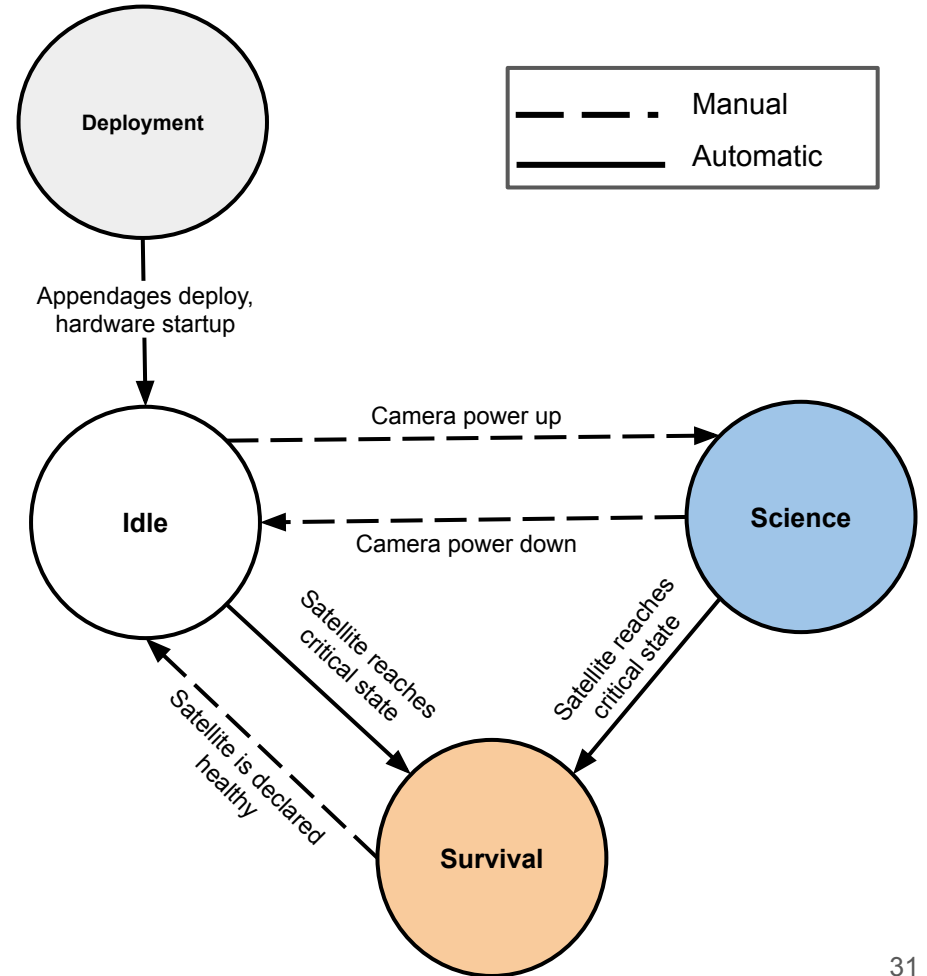 Deployment
Manual
Automatic
Appendages deploy,
hardware startup
Camera power up
Idle
Science
Camera power down
Satellite reaches
critical state
Satellite reaches
critical state
Satellite is declared
healthy
Survival
31